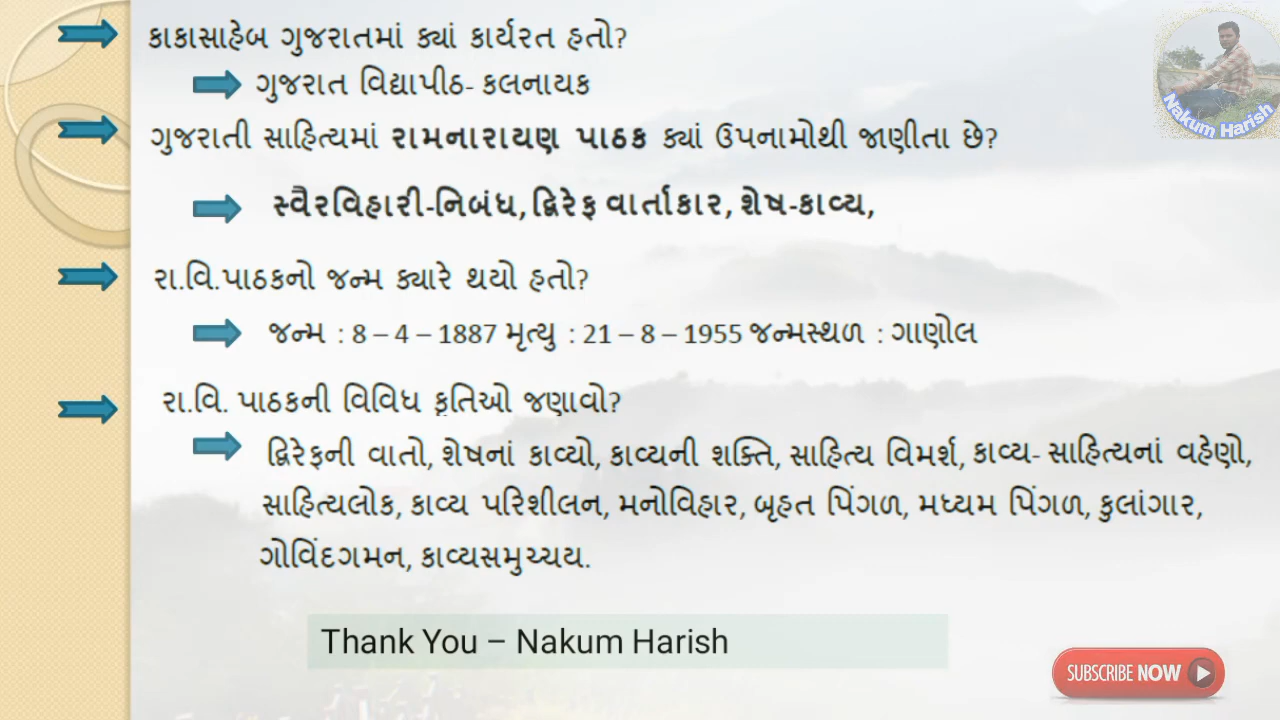 કાકાસાહેબ ગુજરાતમાં ક્યાં કાર્યરત હતો?
ગુજરાત વિદ્યાપીઠ- કલનાયક
ગુજરાતી સાહિત્યમાં રામનારાયણ પાઠક ક્યાં ઉપનામોથી જાણીતા છે?
સ્વૈરવિહારી-નિબંધ, દ્વિરેફ વાર્તાકાર, શેષ-કાવ્ય,
રા.વિ.પાઠકનો જન્મ ક્યારે થયો હતો?
જન્મ : 8 – 4 – 1887 મૃત્યુ : 21 – 8 – 1955 જન્મસ્થળ : ગાણોલ
રા.વિ. પાઠકની વિવિધ કૃતિઓ જણાવો?
દ્વિરેફની વાતો, શેષનાં કાવ્યો, કાવ્યની શક્તિ, સાહિત્ય વિમર્શ, કાવ્ય- સાહિત્યનાં વહેણો,
સાહિત્યલોક, કાવ્ય પરિશીલન, મનોવિહાર, બૃહત પિંગળ, મધ્યમ પિંગળ, કુલાંગાર,
ગોવિંદગમન, કાવ્યસમુચ્ચય.
Thank You – Nakum Harish
Nakum Harish
SUBSCRIBE NOW